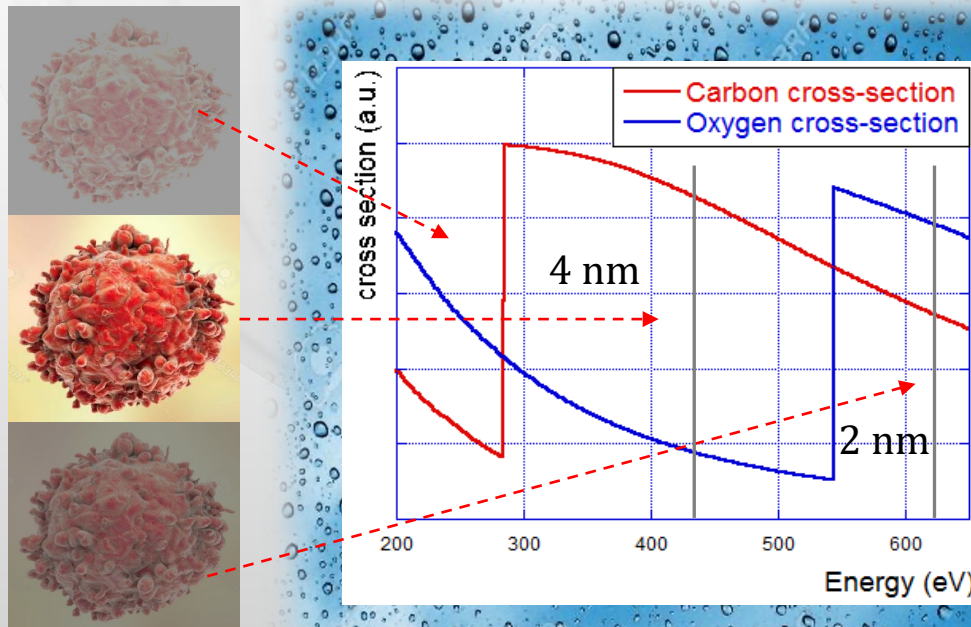 Carbon cross-section
Oxygen cross-section
cross section (a.u.)
4 nm
2 nm
200 300 400 500 600
Energy (eV)